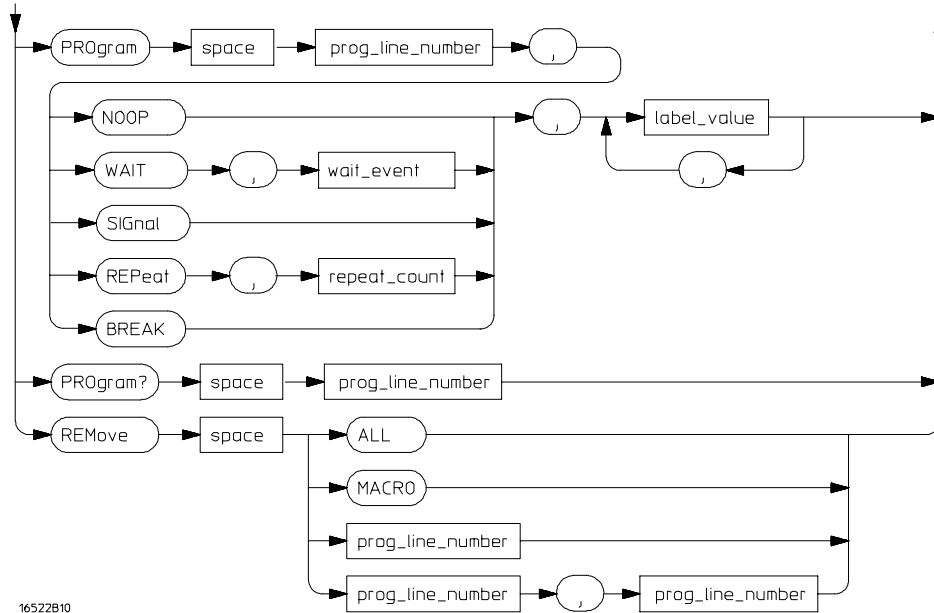 PROgram space prog_line_number ,
NOOP , label_value
WAIT , wait_event ,
SIGnal
REPeat , repeat_count
BREAK
PROgram? space prog_line_number
REMove space ALL
MACRO
prog_line_number
prog_line_number , prog_line_number
16522B10